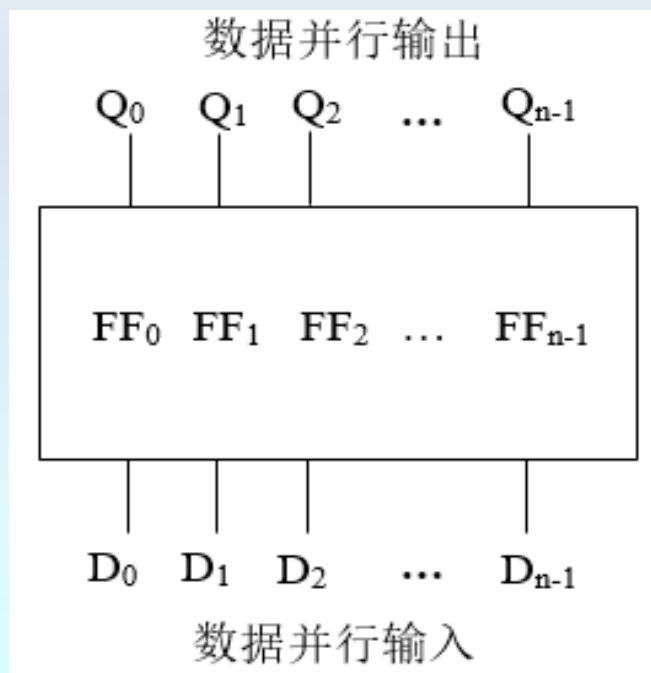 数据并行输出
Q0 Q1 Q2 ... Qn-1
FF0 FF1 FF2 ... FFn-1
D0 D1 D2 ... Dn-1
数据并行输入